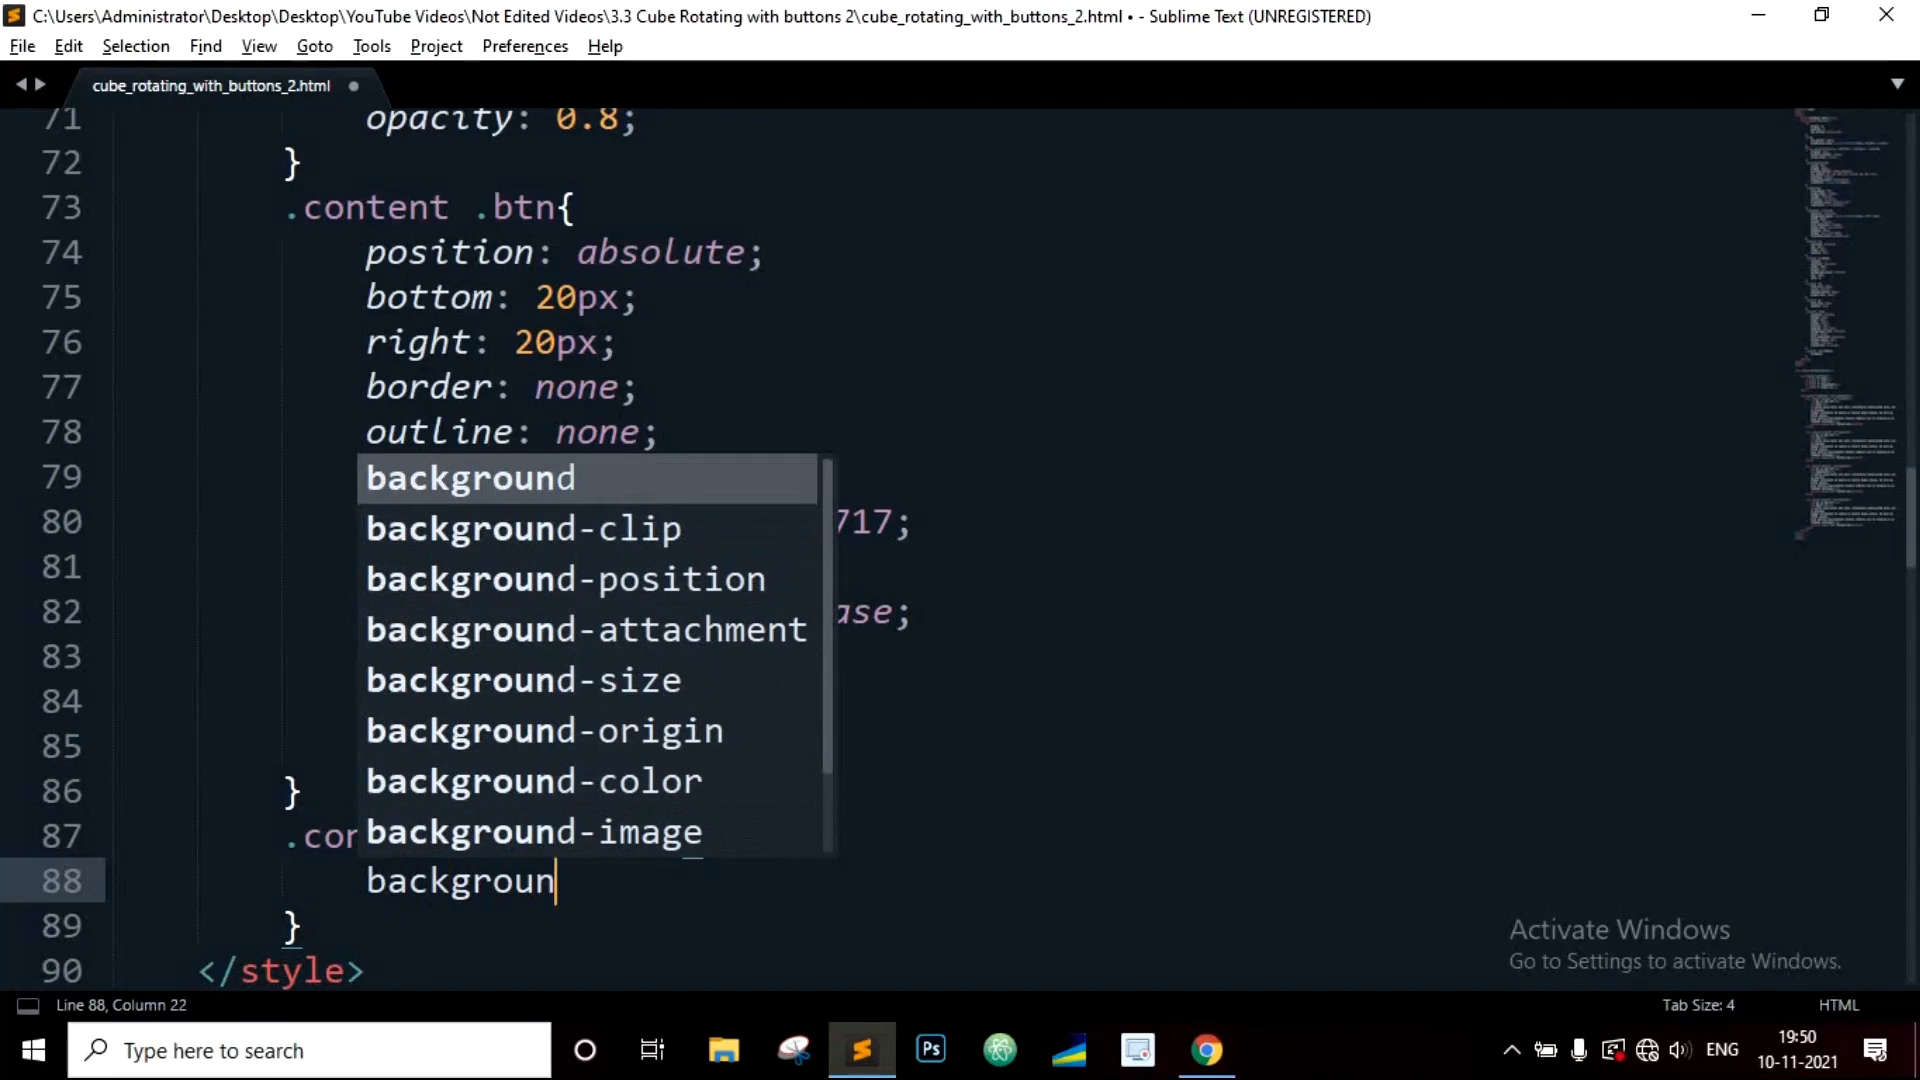 C:\Users\Administrator\Desktop\Desktop\YouTube Videos\Not Edited Videos\3.3 Cube Rotating with buttons 2\cube_rotating_with_buttons_2.html • - Sublime Text (UNREGISTERED)
File Edit Selection Find View Goto Tools Project Preferences Help
cube_rotating_with_buttons_2.html
71 opacity: 0.8;
72 }
73 .content .btn{
74 position: absolute;
75 bottom: 20px;
76 right: 20px;
77 border: none;
78 outline: none;
79 background
background-clip
80 717;
81 background-position
82 background-attachment ase;
83 background-size
84
85 background-origin
86 } background-color
87 .con background-image
88 backgroun
89 }
90 </style>
Activate Windows
Go to Settings to activate Windows.
Line 88, Column 22 Tab Size: 4 HTML
Type here to search
Ps
ENG
19:50
10-11-2021